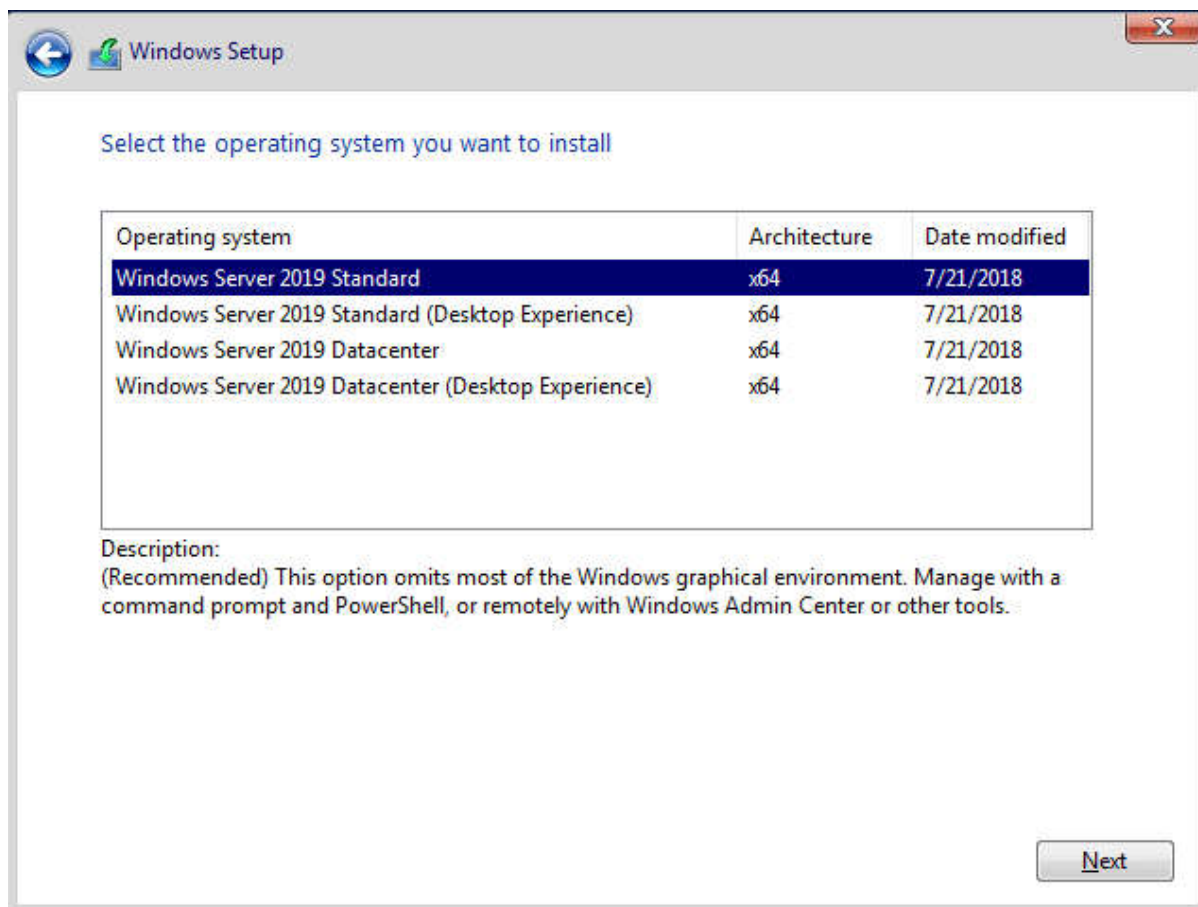 Windows Setup
Select the operating system you want to install
Operating system Architecture Date modified
Windows Server 2019 Standard x64 7/21/2018
Windows Server 2019 Standard (Desktop Experience) x64 7/21/2018
Windows Server 2019 Datacenter x64 7/21/2018
Windows Server 2019 Datacenter (Desktop Experience) x64 7/21/2018
Description:
(Recommended) This option omits most of the Windows graphical environment. Manage with a
command prompt and PowerShell, or remotely with Windows Admin Center or other tools.
Next